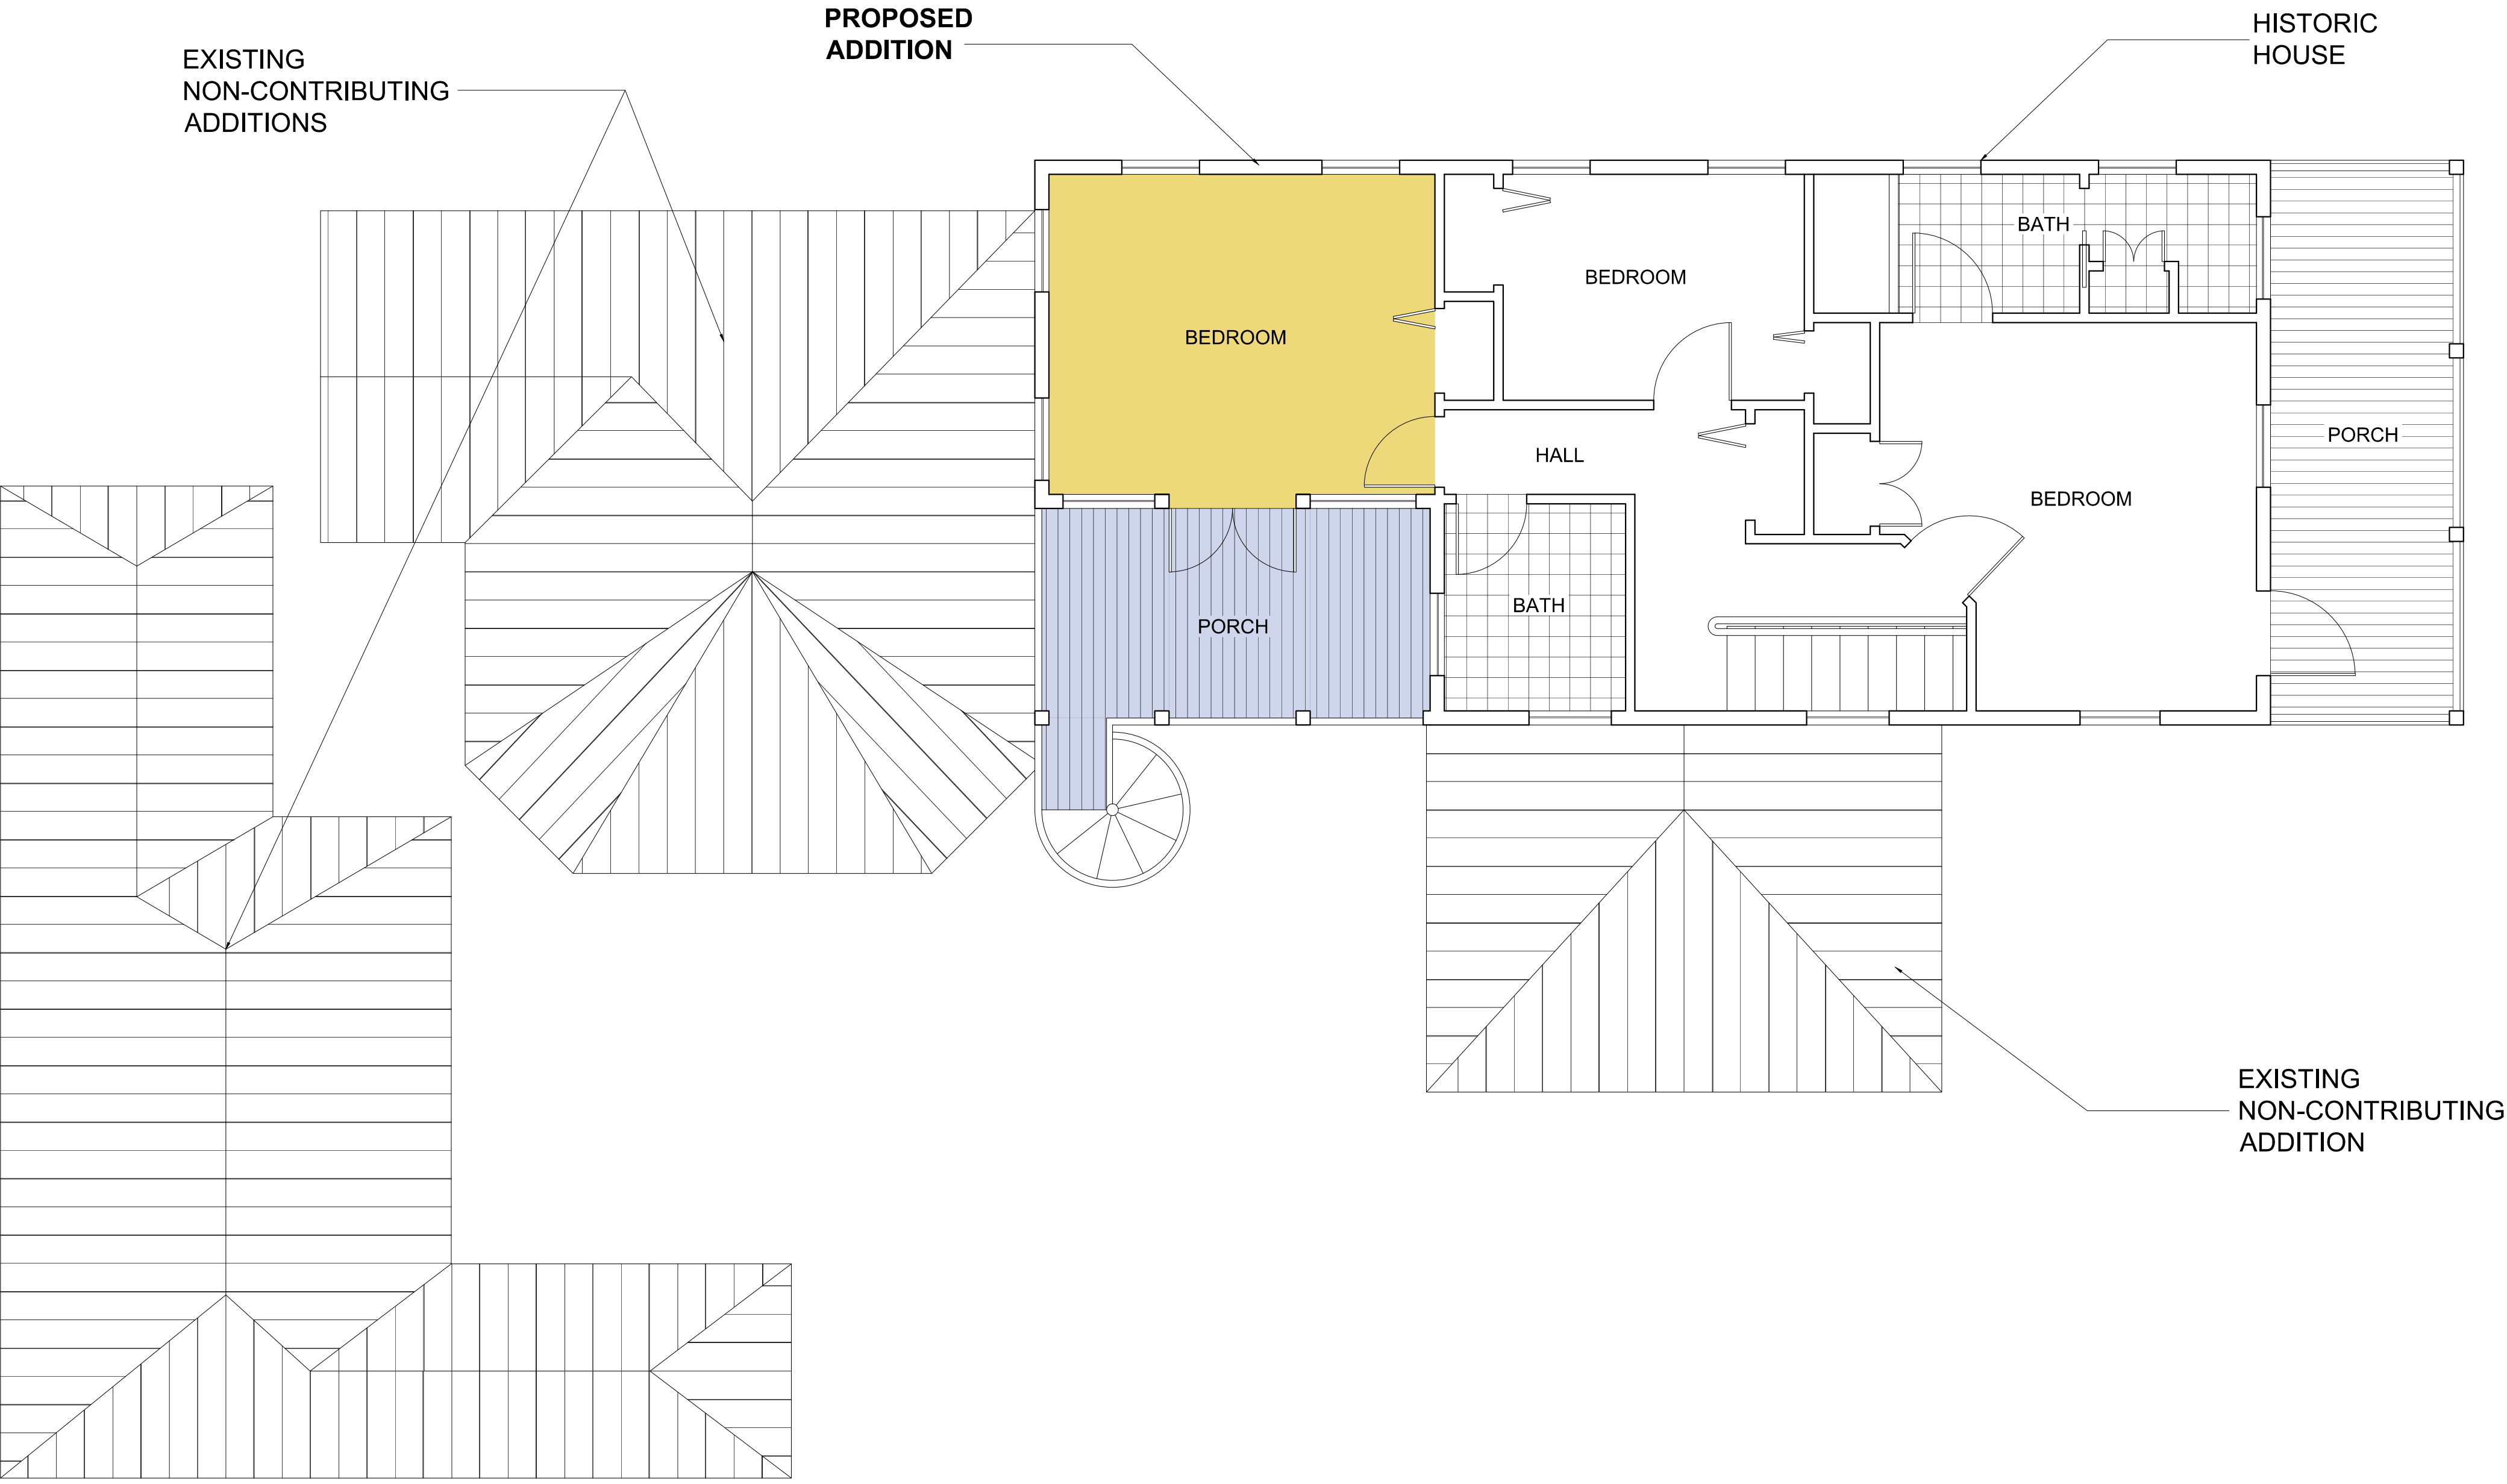 PROPOSED
ADDITION
HISTORIC
HOUSE
EXISTING
NON-CONTRIBUTING
ADDITIONS
BATH
BEDROOM
BEDROOM
PORCH
HALL
BEDROOM
BATH
PORCH
EXISTING
NON-CONTRIBUTING
ADDITION